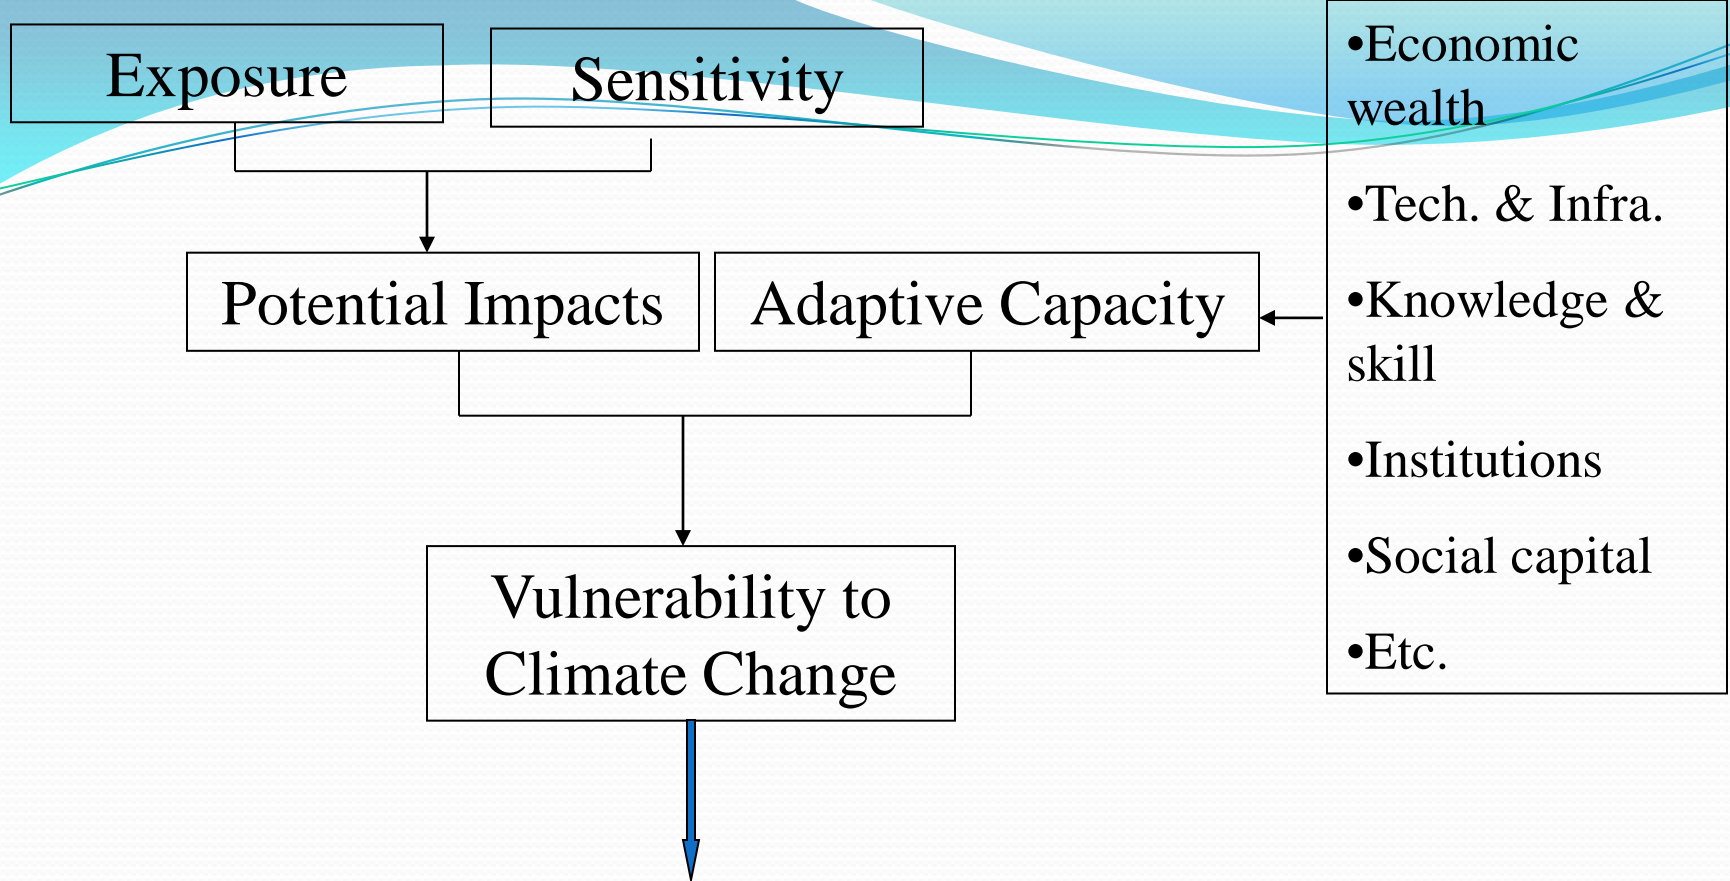 Exposure
Sensitivity
Potential Impacts
Adaptive Capacity
Vulnerability to
Climate Change
•Economic
wealth
•Tech. & Infra.
•Knowledge &
skill
•Institutions
•Social capital
•Etc.